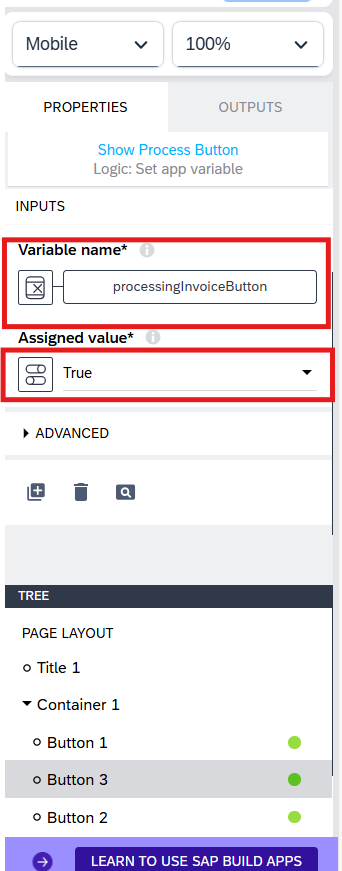 Mobile
100%
PROPERTIES
OUTPUTS
Show Process Button
Logic: Set app variable
INPUTS
Variable name*
processingInvoiceButton
Assigned value*
True
ADVANCED
TREE
PAGE LAYOUT
Title 1
Container 1
Button 1
Button 3
Button 2
LEARN TO USE SAP BUILD APPS